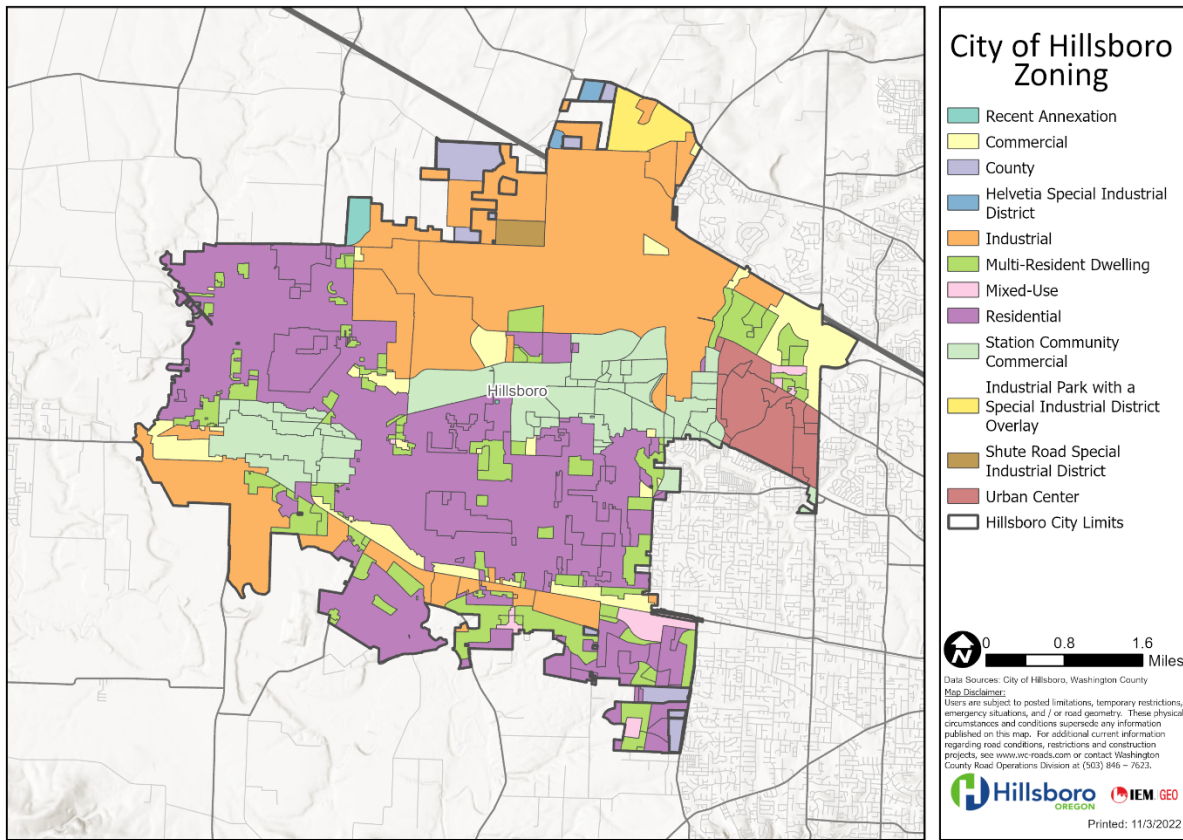 Hillsboro
City of Hillsboro
Zoning
Recent Annexation
Commercial
County
Helvetia Special Industrial
District
Industrial
Multi-Resident Dwelling
Mixed-Use
Residential
Station Community
Commercial
Industrial Park with a
Special Industrial District
Overlay
Shute Road Special
Industrial District
Urban Center
Hillsboro City Limits
N
0 0.8 1.6
Miles
Data Sources: City of Hillsboro, Washington County
Map Disclaimer:
Users are subject to posted limitations, temporary restrictions,
emergency situations, and / or road geometry. These physical
circumstances and conditions supersede any information
published on this map. For additional current information
regarding road conditions, restrictions and construction
projects, see www.wc-roads.com or contact Washington
County Road Operations Division at (503) 846 – 7623.
Hillsboro
OREGON
IEM GEO
Printed: 11/3/2022